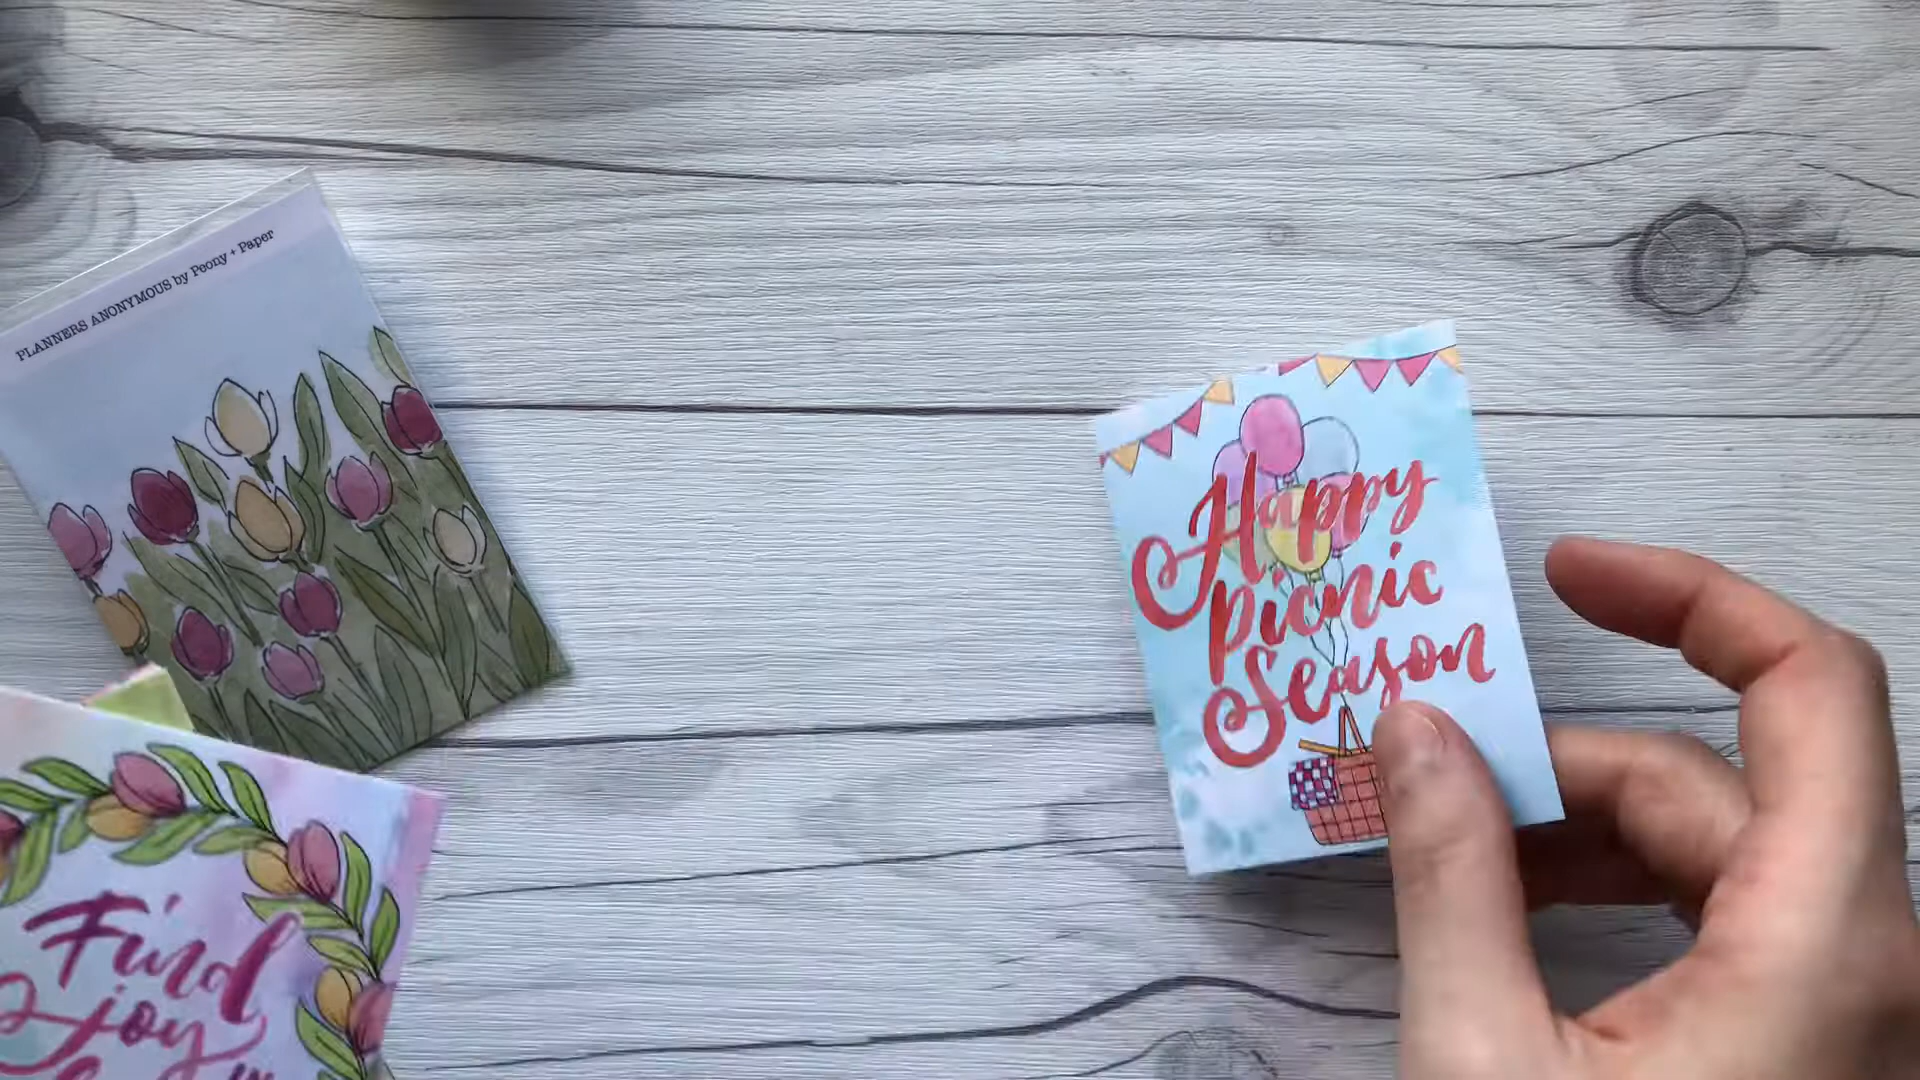 PLANNERS ANONYMOUS by Peony + Paper
Happy
Picnic
Season
Find
joy